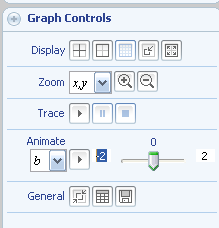 Graph Controls
Display
Zoom x,y
Trace
Animate 0
b -2 2
General